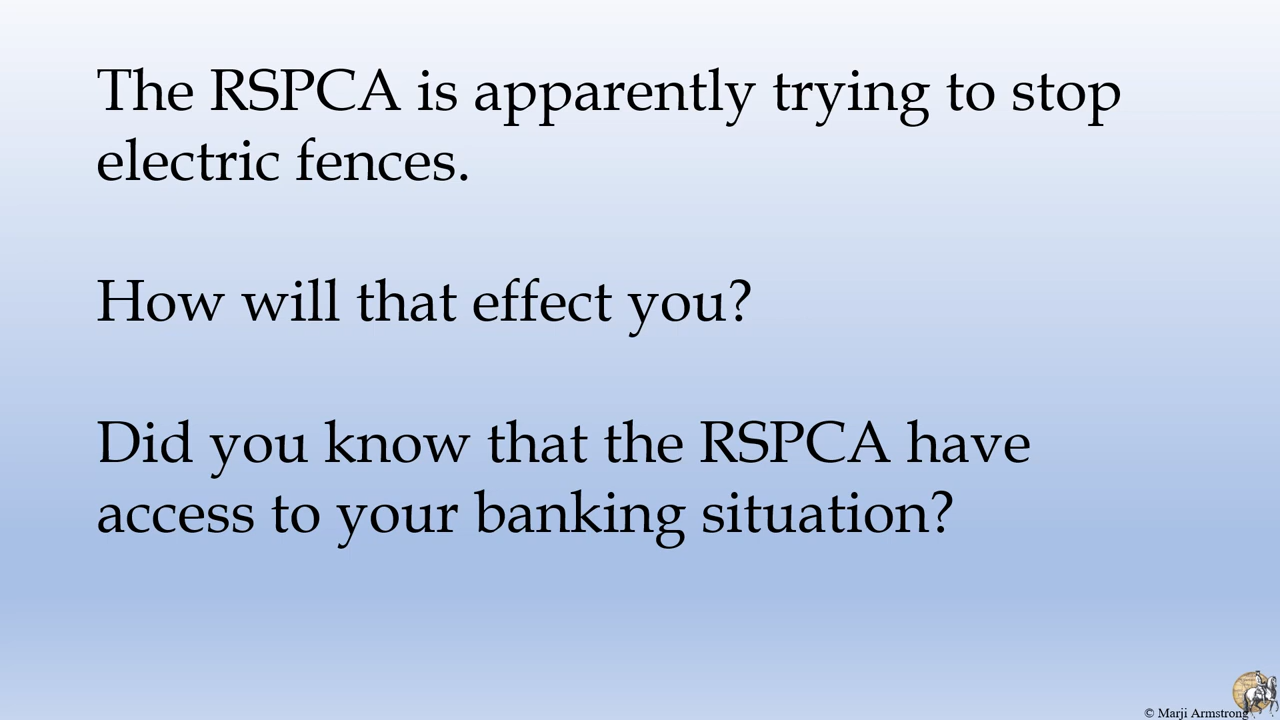 The RSPCA is apparently trying to stop
electric fences.
How will that effect you?
Did you know that the RSPCA have
access to your banking situation?
© Marji Armstrong